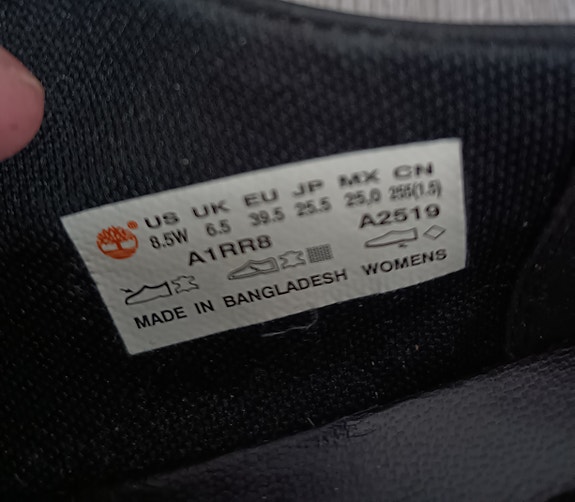 US UK EU JP MX CN
8.5W 6.5 39.5 25.5 25,0 255(1.5)
A1RR8 A2519
MADE IN BANGLADESH WOMENS